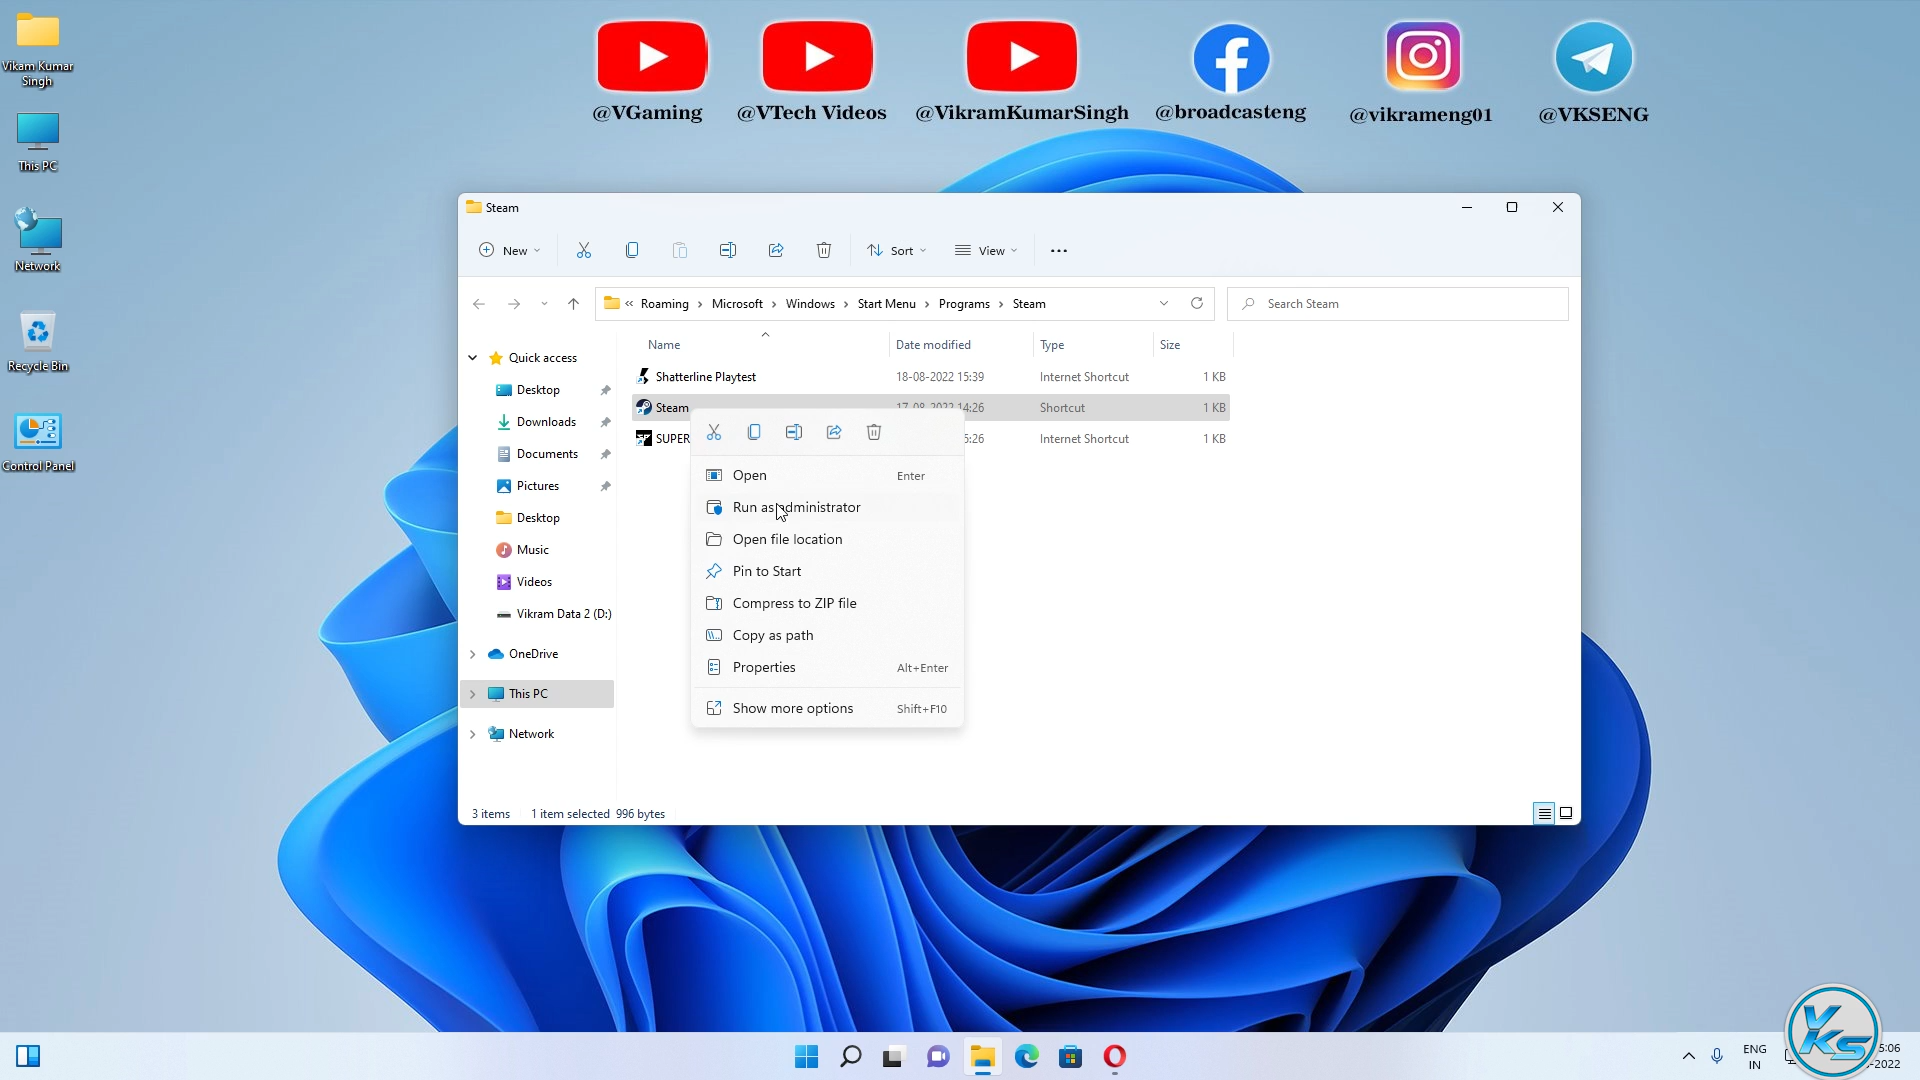 Vikam Kumar
Singh
This PC
Network
Recycle Bin
Control Panel
@VGaming
@VTech Videos
@VikramKumarSingh
@broadcasteng
@vikrameng01
@VKSENG
Steam
New
Sort
View
« Roaming > Microsoft > Windows > Start Menu > Programs > Steam
Search Steam
Quick access
Desktop
Downloads
Documents
Pictures
Desktop
Music
Videos
Vikram Data 2 (D:)
OneDrive
This PC
Network
Name Date modified Type Size
Shatterline Playtest 18-08-2022 15:39 Internet Shortcut 1 KB
Steam 17-08-2022 14:26 Shortcut 1 KB
SUPER 5:26 Internet Shortcut 1 KB
Open Enter
Run as administrator
Open file location
Pin to Start
Compress to ZIP file
Copy as path
Properties Alt+Enter
Show more options Shift+F10
3 items 1 item selected 996 bytes
ENG
IN
5:06
-2022
VKS